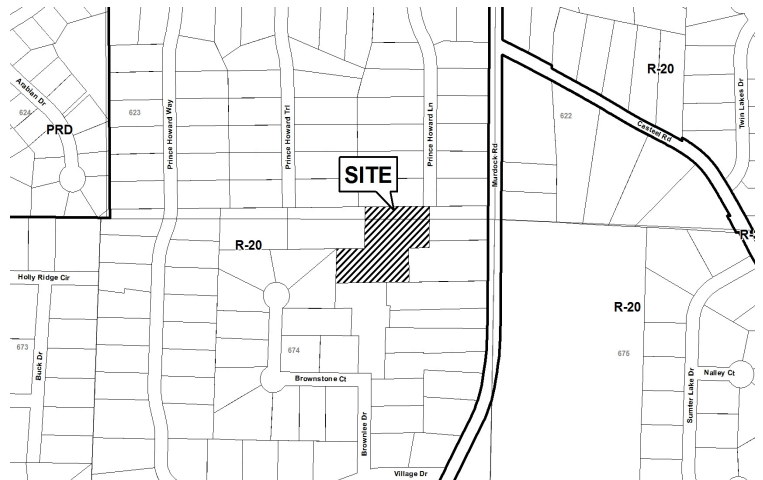 R-20
Twin Lakes Dr
Arabian Dr
624
PRD
623
Prince Howard Way
Prince Howard Trl
Prince Howard Ln
Murdock Rd
622
Casteel Rd
SITE
R-20
Holly Ridge Cir
R-20
673
Buck Dr
674
675
Brownstone Ct
Nalley Ct
Sumter Lake Dr
Brownlee Dr
Village Dr